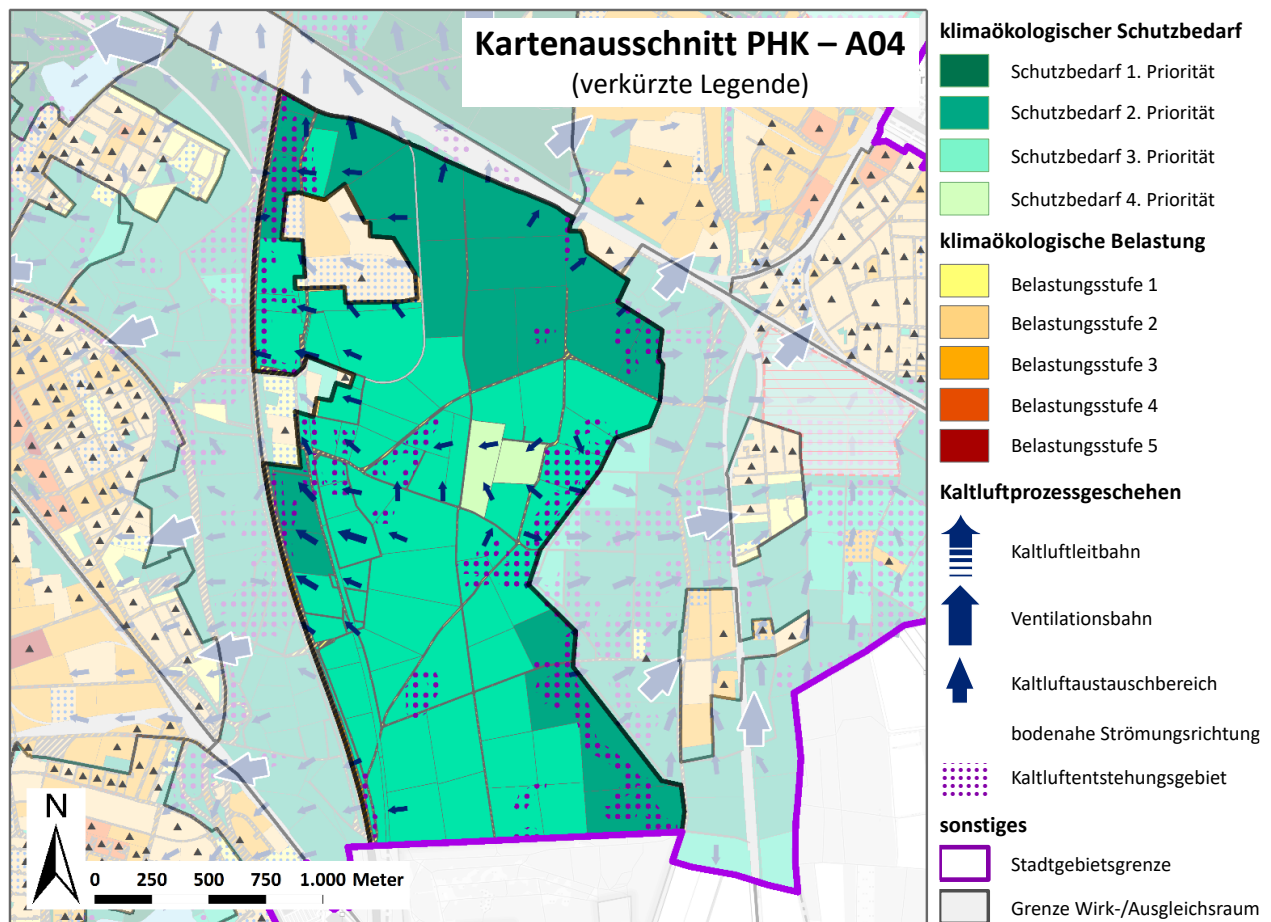 Kartenausschnitt PHK – A04
(verkürzte Legende)
klimaökologischer Schutzbedarf
Schutzbedarf 1. Priorität
Schutzbedarf 2. Priorität
Schutzbedarf 3. Priorität
Schutzbedarf 4. Priorität
klimaökologische Belastung
Belastungsstufe 1
Belastungsstufe 2
Belastungsstufe 3
Belastungsstufe 4
Belastungsstufe 5
Kaltluftprozessgeschehen
Kaltluftleitbahn
Ventilationsbahn
Kaltluftaustauschbereich
bodenahe Strömungsrichtung
Kaltluftentstehungsgebiet
sonstiges
Stadtgebietsgrenze
Grenze Wirk-/Ausgleichsraum
N
0 250 500 750 1.000 Meter